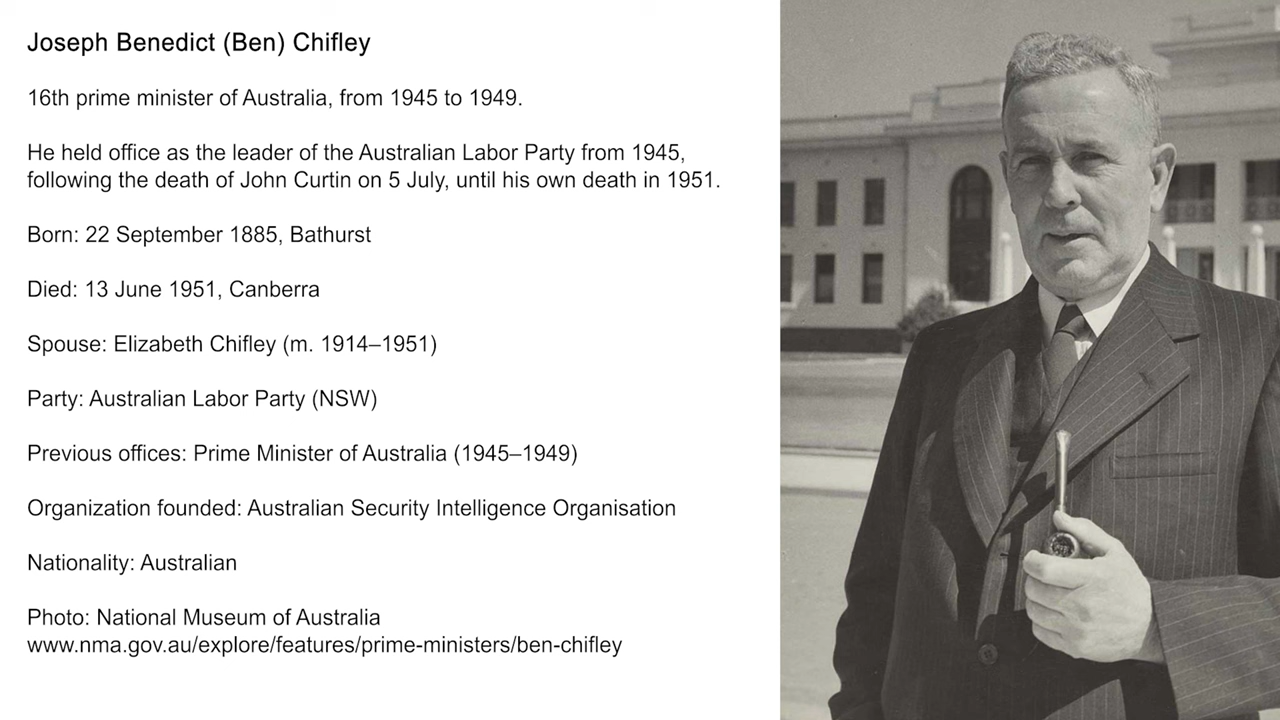 Joseph Benedict (Ben) Chifley
16th prime minister of Australia, from 1945 to 1949.
He held office as the leader of the Australian Labor Party from 1945,
following the death of John Curtin on 5 July, until his own death in 1951.
Born: 22 September 1885, Bathurst
Died: 13 June 1951, Canberra
Spouse: Elizabeth Chifley (m. 1914–1951)
Party: Australian Labor Party (NSW)
Previous offices: Prime Minister of Australia (1945–1949)
Organization founded: Australian Security Intelligence Organisation
Nationality: Australian
Photo: National Museum of Australia
www.nma.gov.au/explore/features/prime-ministers/ben-chifley